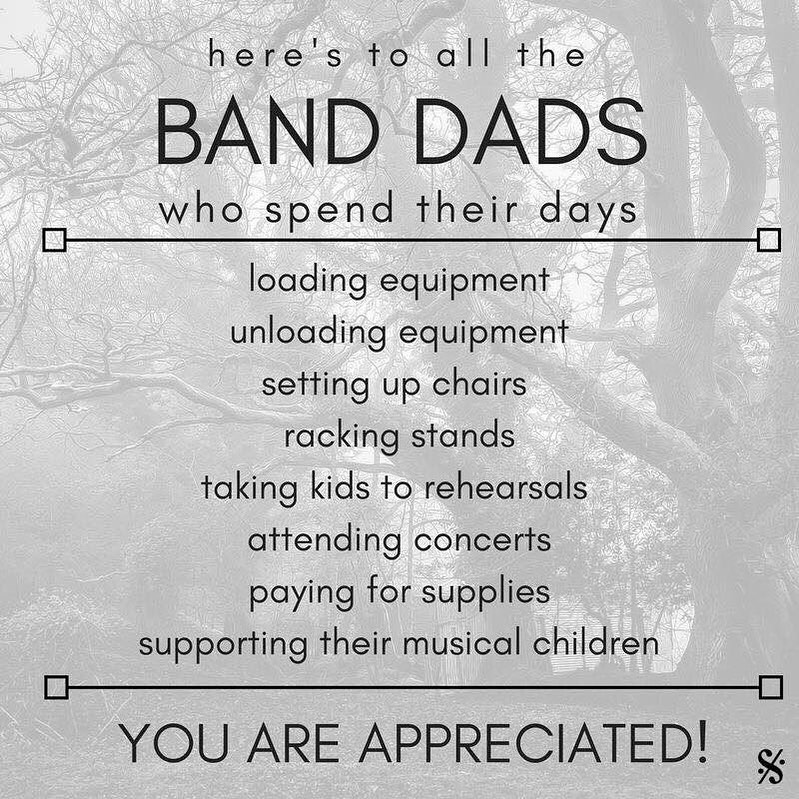 here's to all the
BAND DADS
who spend their days
loading equipment
unloading equipment
setting up chairs
racking stands
taking kids to rehearsals
attending concerts
paying for supplies
supporting their musical children
YOU ARE APPRECIATED!